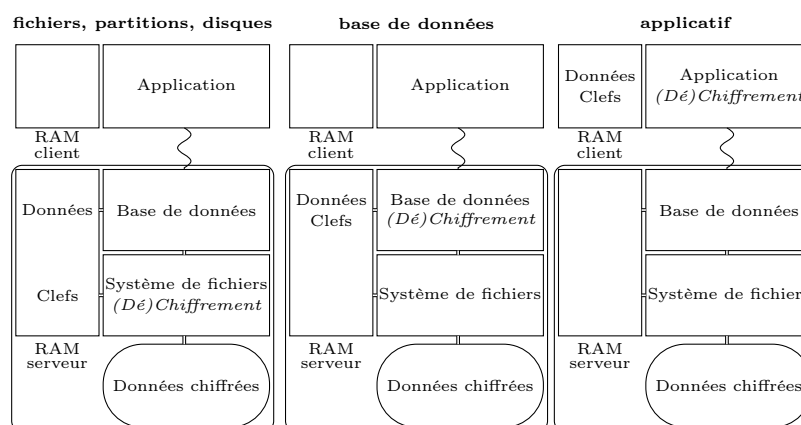 fichiers, partitions, disques
Application
RAM
client
Données
Base de données
Clefs
Système de fichiers
(Dé)Chiffrement
RAM
serveur
Données chiffrées
base de données
Application
RAM
client
Données
Clefs
Base de données
(Dé)Chiffrement
Système de fichiers
RAM
serveur
Données chiffrées
applicatif
Données
Clefs
Application
(Dé)Chiffrement
RAM
client
Base de données
Système de fichier
RAM
serveur
Données chiffrées